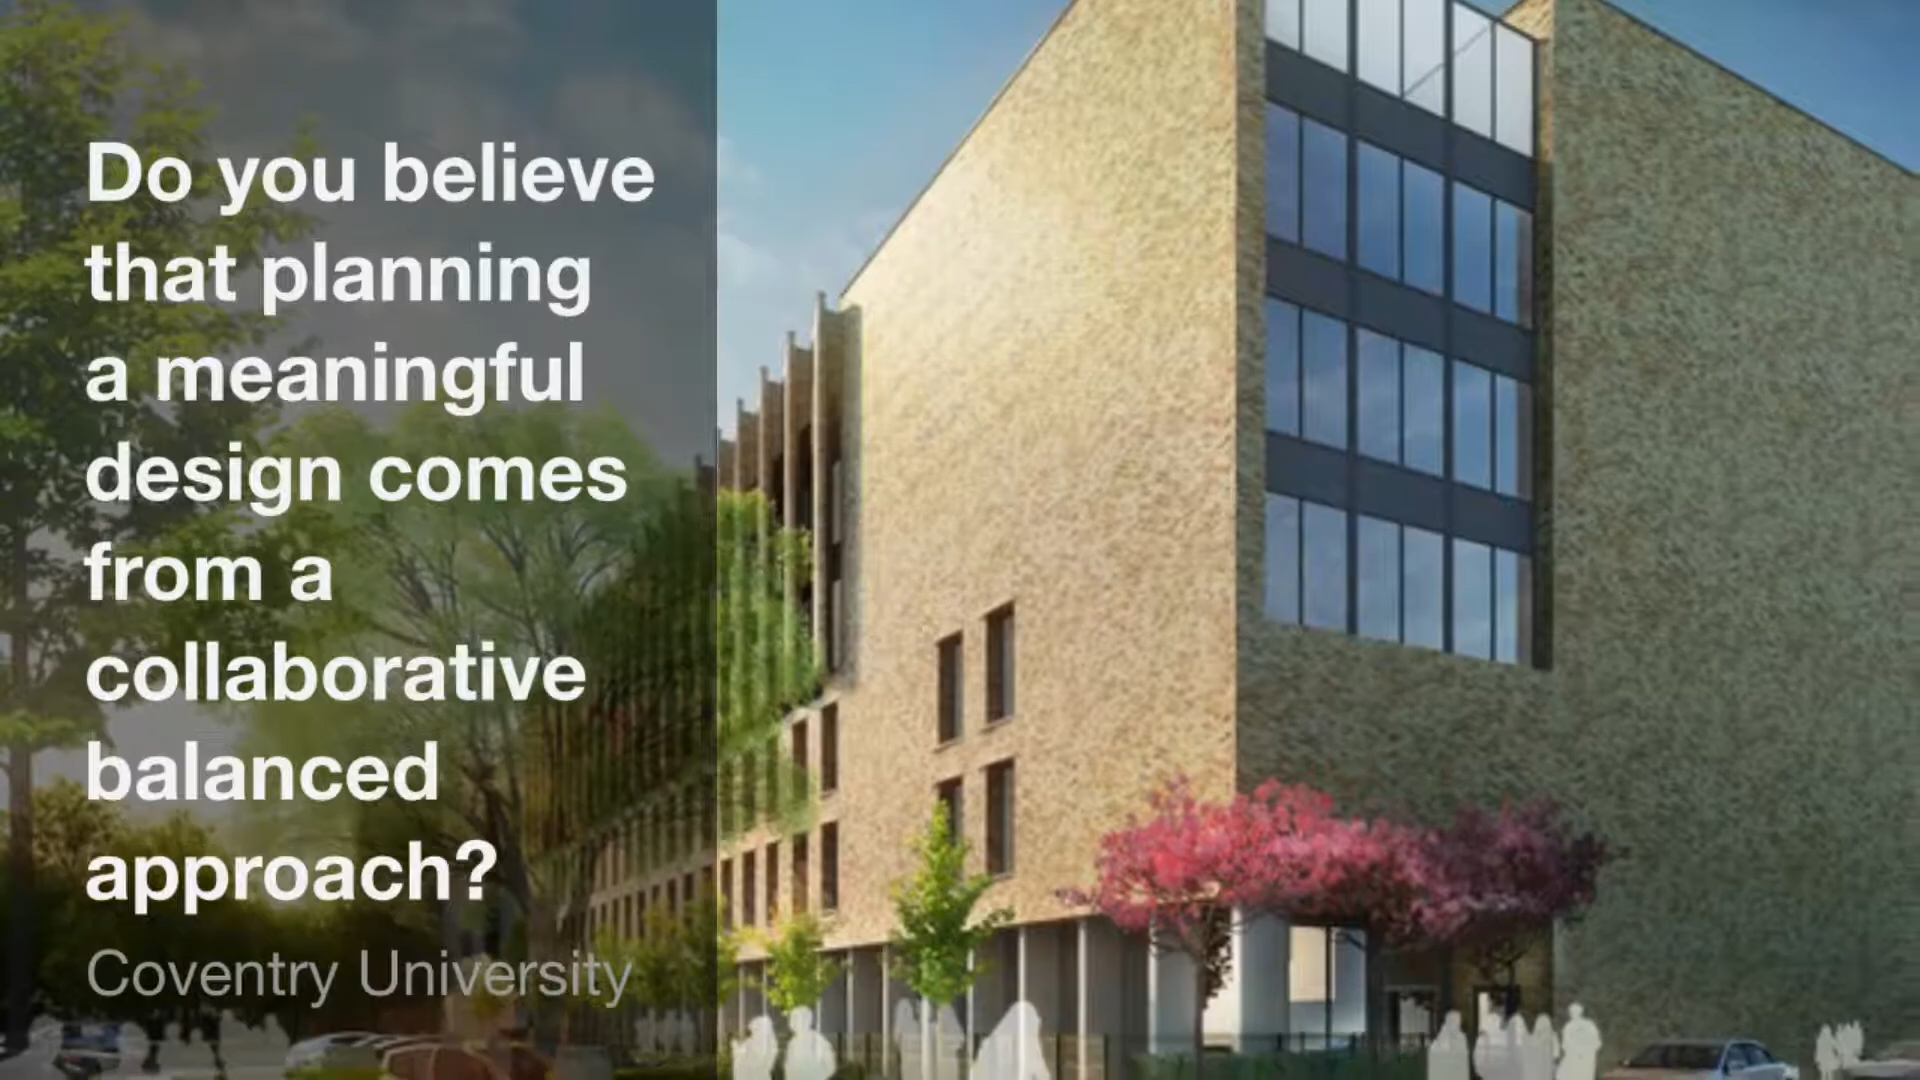 Do you believe
that planning
a meaningful
design comes
from a
collaborative
balanced
approach?
Coventry University